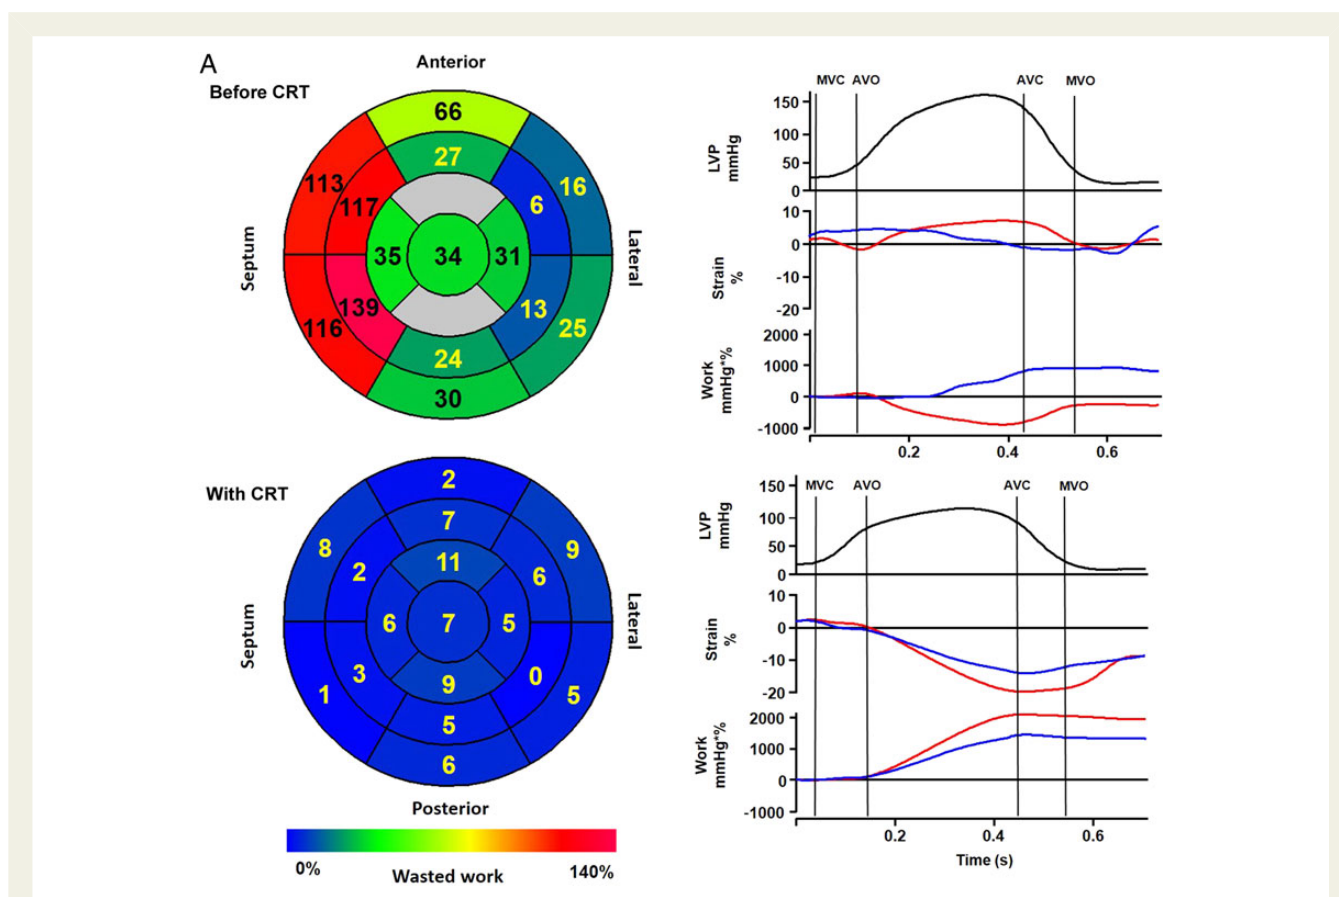 A
Before CRT
Anterior
66
27
113
16
117
6
35
34
31
Septum
Lateral
139
13
116
25
24
30
With CRT
2
7
8
11
9
2
6
6
7
5
Septum
Lateral
3
0
1
9
5
5
6
Posterior
0%
Wasted work
140%
MVC
AVO
AVC
MVO
LVP
mmHg
150
100
50
0
Strain
%
10
0
-10
-20
Work
mmHg*%
2000
1000
0
-1000
0.2
0.4
0.6
MVC
AVO
AVC
MVO
LVP
mmHg
150
100
50
0
Strain
%
10
0
-10
-20
Work
mmHg*%
2000
1000
0
-1000
0.2
0.4
0.6
Time (s)